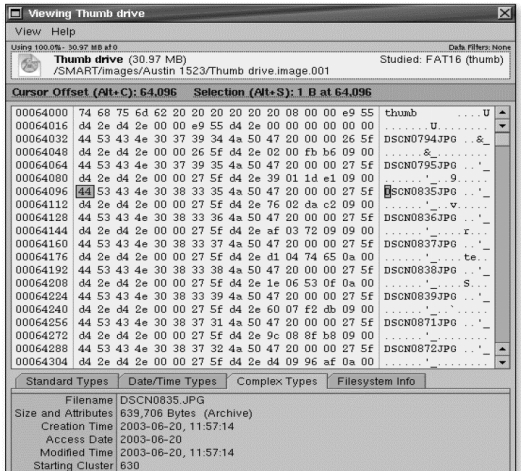 Viewing Thumb drive
View Help
Using 100.0% - 30.97 MB at 0 Data Filters: None
Thumb drive (30.97 MB) Studied: FAT16 (thumb)
/SMART/images/Austin 1523/Thumb drive.image.001
Cursor Offset (Alt+C): 64,096 Selection (Alt+S): 1 B at 64,096
00064000 74 68 75 6d 62 20 20 20 20 20 20 08 00 00 e9 55 thumb ....U
00064016 d4 2e d4 2e 00 00 e9 55 d4 2e 00 00 00 00 00 00 .......U........
00064032 44 53 43 4e 30 37 39 34 4a 50 47 20 00 00 26 5f DSCN0794JPG ..&_
00064048 d4 2e d4 2e 00 00 26 5f d4 2e 02 00 fb b6 09 00 ......&_........
00064064 44 53 43 4e 30 37 39 35 4a 50 47 20 00 00 27 5f DSCN0795JPG ..'_
00064080 d4 2e d4 2e 00 00 27 5f d4 2e 39 01 1d e1 09 00 ......'_..9.....
00064096 44 53 43 4e 30 38 33 35 4a 50 47 20 00 00 27 5f DSCN0835JPG ..'_
00064112 d4 2e d4 2e 00 00 27 5f d4 2e 76 02 da c2 09 00 ......'_..v.....
00064128 44 53 43 4e 30 38 33 36 4a 50 47 20 00 00 27 5f DSCN0836JPG ..'_
00064144 d4 2e d4 2e 00 00 27 5f d4 2e af 03 72 09 09 00 ......'_....r...
00064160 44 53 43 4e 30 38 33 37 4a 50 47 20 00 00 27 5f DSCN0837JPG ..'_
00064176 d4 2e d4 2e 00 00 27 5f d4 2e d1 04 74 65 0a 00 ......'_....te..
00064192 44 53 43 4e 30 38 33 38 4a 50 47 20 00 00 27 5f DSCN0838JPG ..'_
00064208 d4 2e d4 2e 00 00 27 5f d4 2e 1e 06 53 0f 0a 00 ......'_....S...
00064224 44 53 43 4e 30 38 33 39 4a 50 47 20 00 00 27 5f DSCN0839JPG ..'_
00064240 d4 2e d4 2e 00 00 27 5f d4 2e 60 07 f2 db 09 00 ......'_..`.....
00064256 44 53 43 4e 30 38 37 31 4a 50 47 20 00 00 27 5f DSCN0871JPG ..'_
00064272 d4 2e d4 2e 00 00 27 5f d4 2e 9c 08 8f b8 09 00 ......'_........
00064288 44 53 43 4e 30 38 37 32 4a 50 47 20 00 00 27 5f DSCN0872JPG ..'_
00064304 d4 2e d4 2e 00 00 27 5f d4 2e d4 09 96 af 0a 00 ......'_........
Standard Types Date/Time Types Complex Types Filesystem Info
Filename DSCN0835.JPG
Size and Attributes 639,706 Bytes (Archive)
Creation Time 2003-06-20, 11:57:14
Access Date 2003-06-20
Modified Time 2003-06-20, 11:57:14
Starting Cluster 630